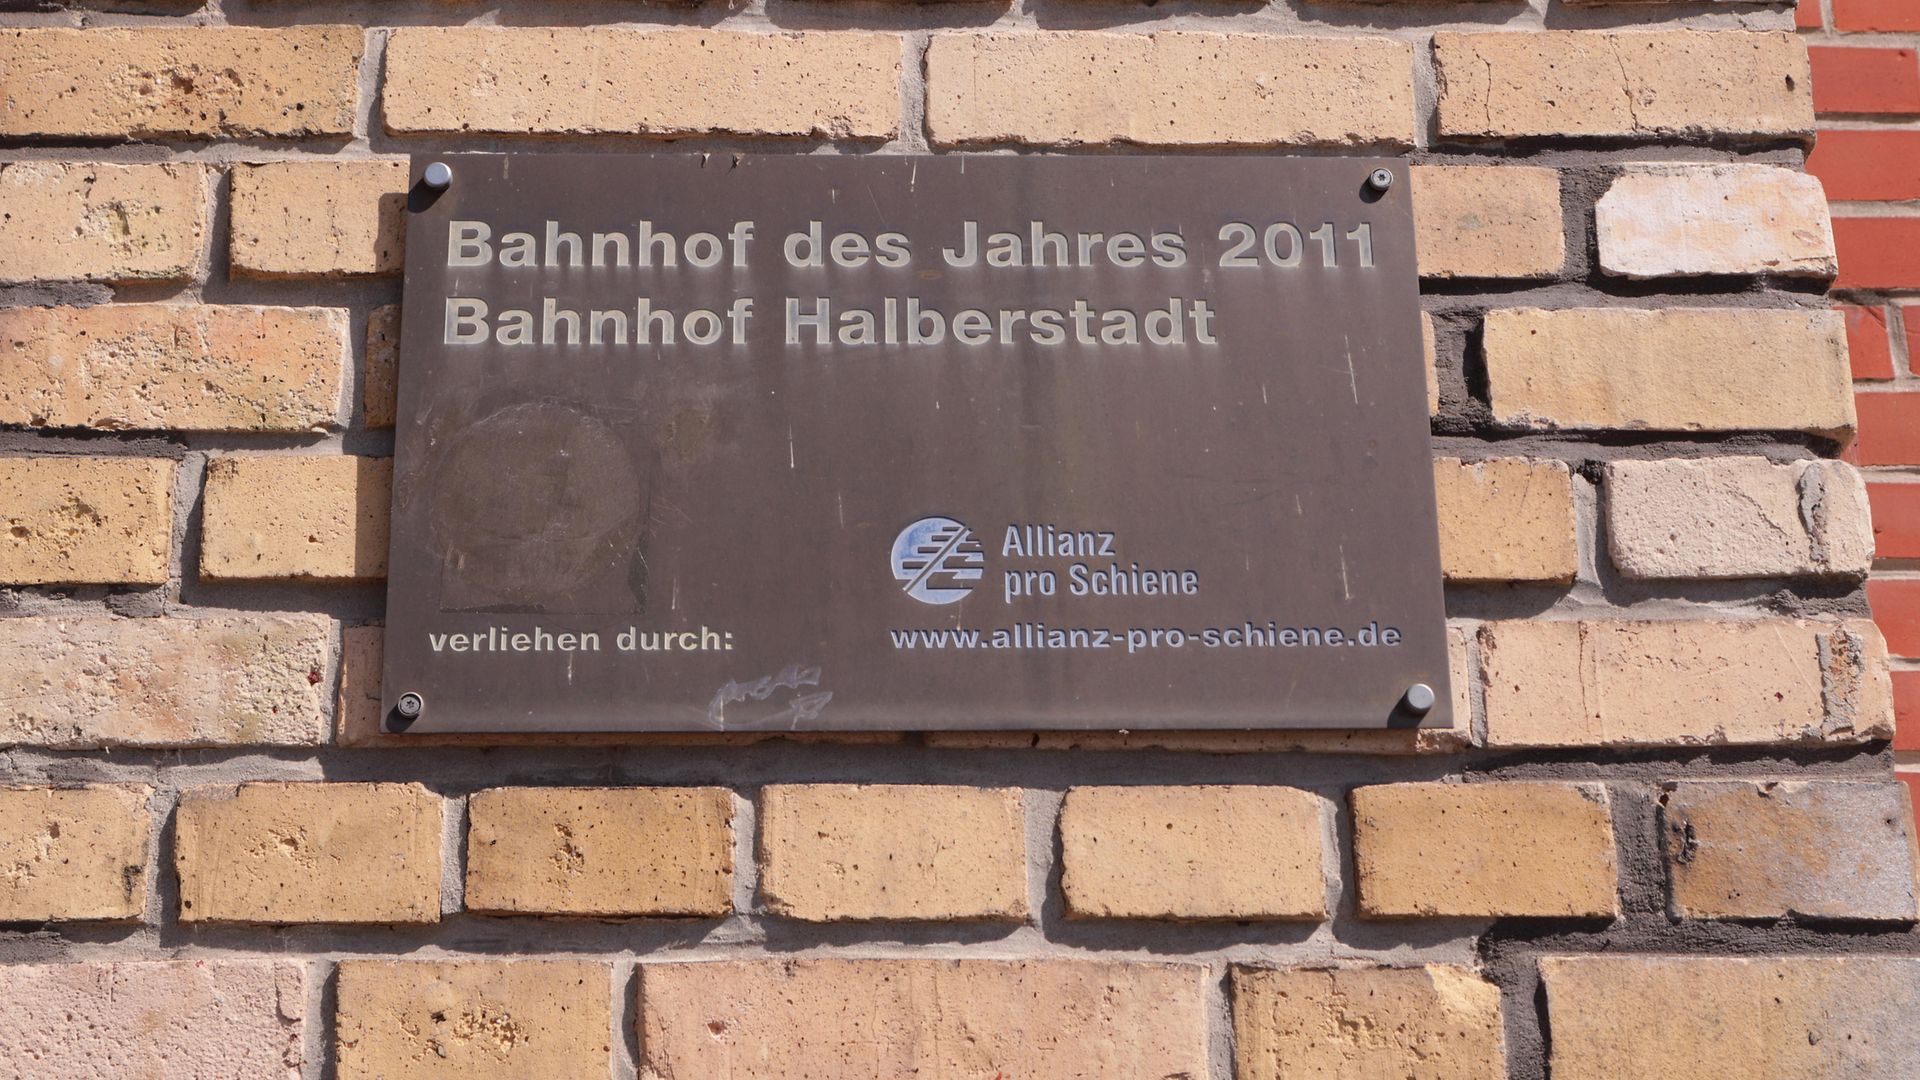 Bahnhof des Jahres 2011
Bahnhof Halberstadt
Allianz
pro Schiene
verliehen durch:
www.allianz-pro-schiene.de